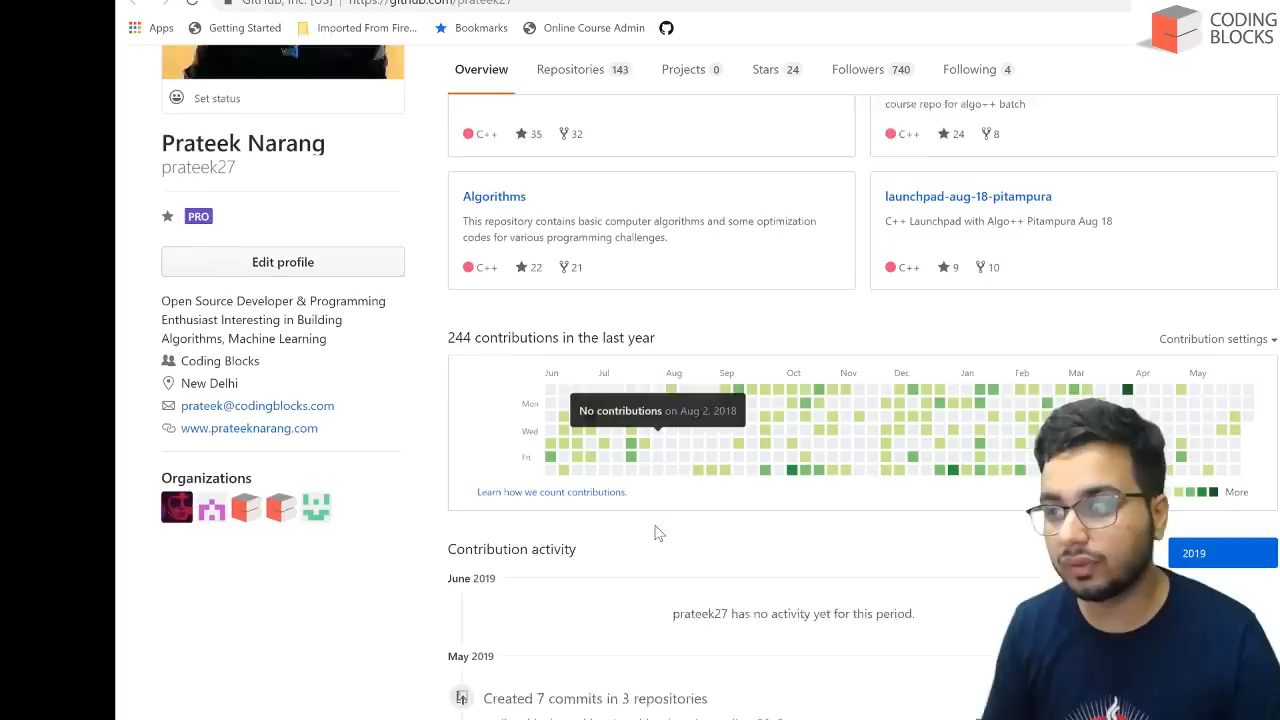 GitHub, Inc. [US] | https://github.com/prateek27
Apps Getting Started Imported From Fire... Bookmarks Online Course Admin
CODING
BLOCKS
Overview Repositories 143 Projects 0 Stars 24 Followers 740 Following 4
Set status
Prateek Narang
prateek27
PRO
Edit profile
Open Source Developer & Programming
Enthusiast Interesting in Building
Algorithms, Machine Learning
Coding Blocks
New Delhi
prateek@codingblocks.com
www.prateeknarang.com
Organizations
course repo for algo++ batch
C++ 35 32
C++ 24 8
Algorithms
This repository contains basic computer algorithms and some optimization
codes for various programming challenges.
C++ 22 21
launchpad-aug-18-pitampura
C++ Launchpad with Algo++ Pitampura Aug 18
C++ 9 10
244 contributions in the last year
Contribution settings
Jun Jul Aug Sep Oct Nov Dec Jan Feb Mar Apr May
Mon
No contributions on Aug 2, 2018
Wed
Fri
Learn how we count contributions.
More
Contribution activity
2019
June 2019
prateek27 has no activity yet for this period.
May 2019
Created 7 commits in 3 repositories